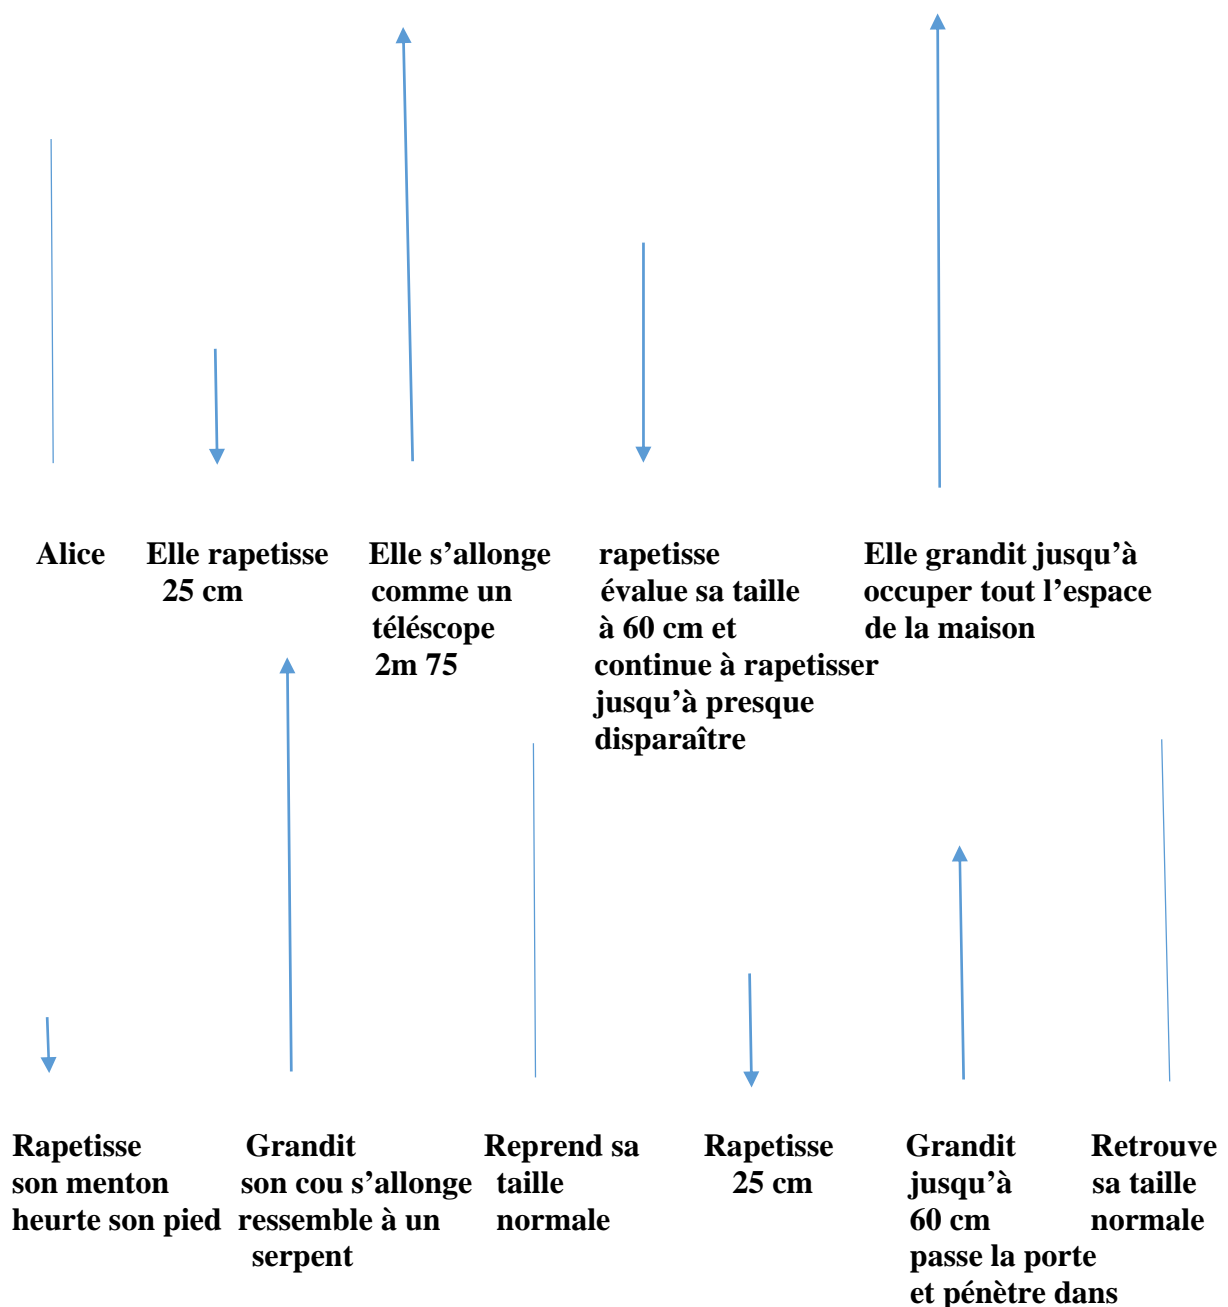 Alice
Elle rapetisse
25 cm
Elle s’allonge
comme un
téléscope
2m 75
rapetisse
évalue sa taille
à 60 cm et
continue à rapetisser
jusqu’à presque
disparaître
Elle grandit jusqu’à
occuper tout l’espace
de la maison
Rapetisse
son menton
heurte son pied
Grandit
son cou s’allonge
ressemble à un
serpent
Reprend sa
taille
normale
Rapetisse
25 cm
Grandit
jusqu’à
60 cm
passe la porte
et pénètre dans
Retrouve
sa taille
normale